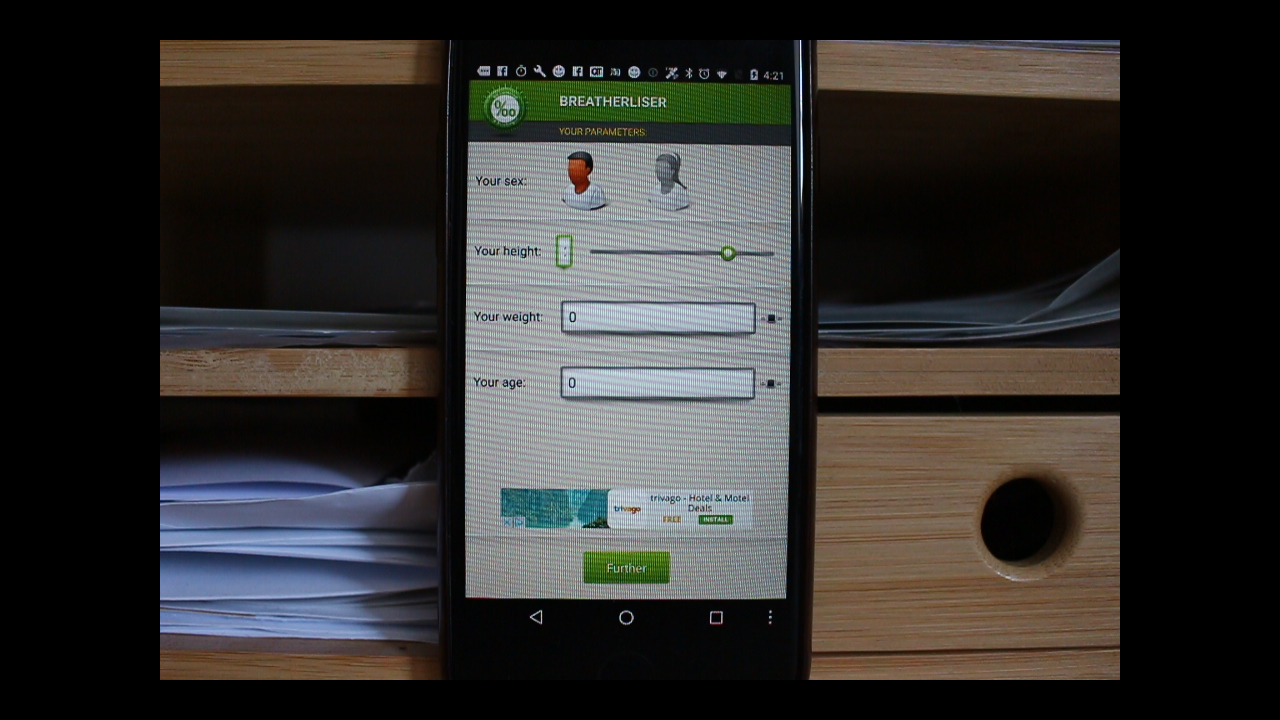 4:21
‰
BREATHERLISER
YOUR PARAMETERS:
Your sex:
Your height:
Your weight:
0
Your age:
0
trivago - Hotel & Motel
Deals
trivago
FREE
INSTALL
Further